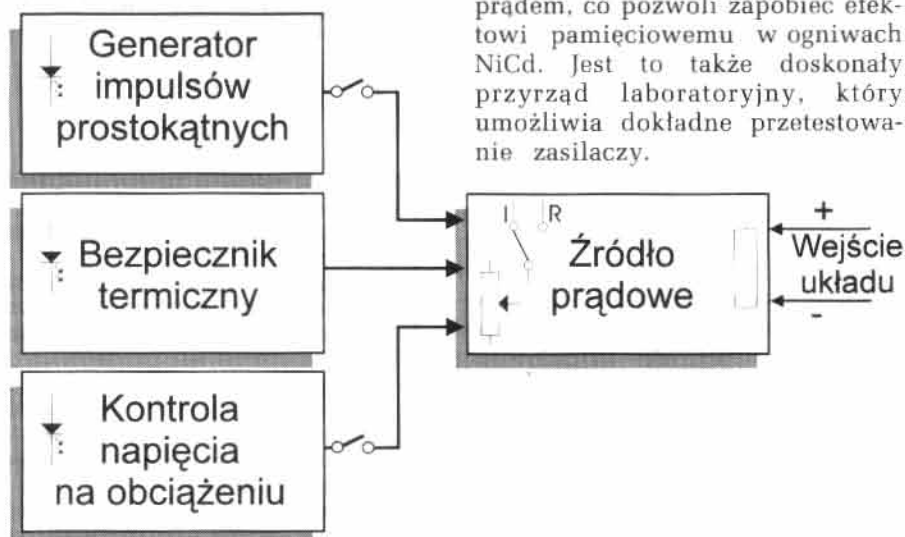 prądem, co pozwoli zapobiec efek-
towi pamięciowemu w ogniwach
NiCd. Jest to także doskonały
przyrząd laboratoryjny, który
umożliwia dokładne przetestowa-
nie zasilaczy.
Generator
impulsów
prostokątnych
Bezpiecznik
termiczny
Kontrola
napięcia
na obciążeniu
I R
Źródło
prądowe
+
Wejście
układu
-